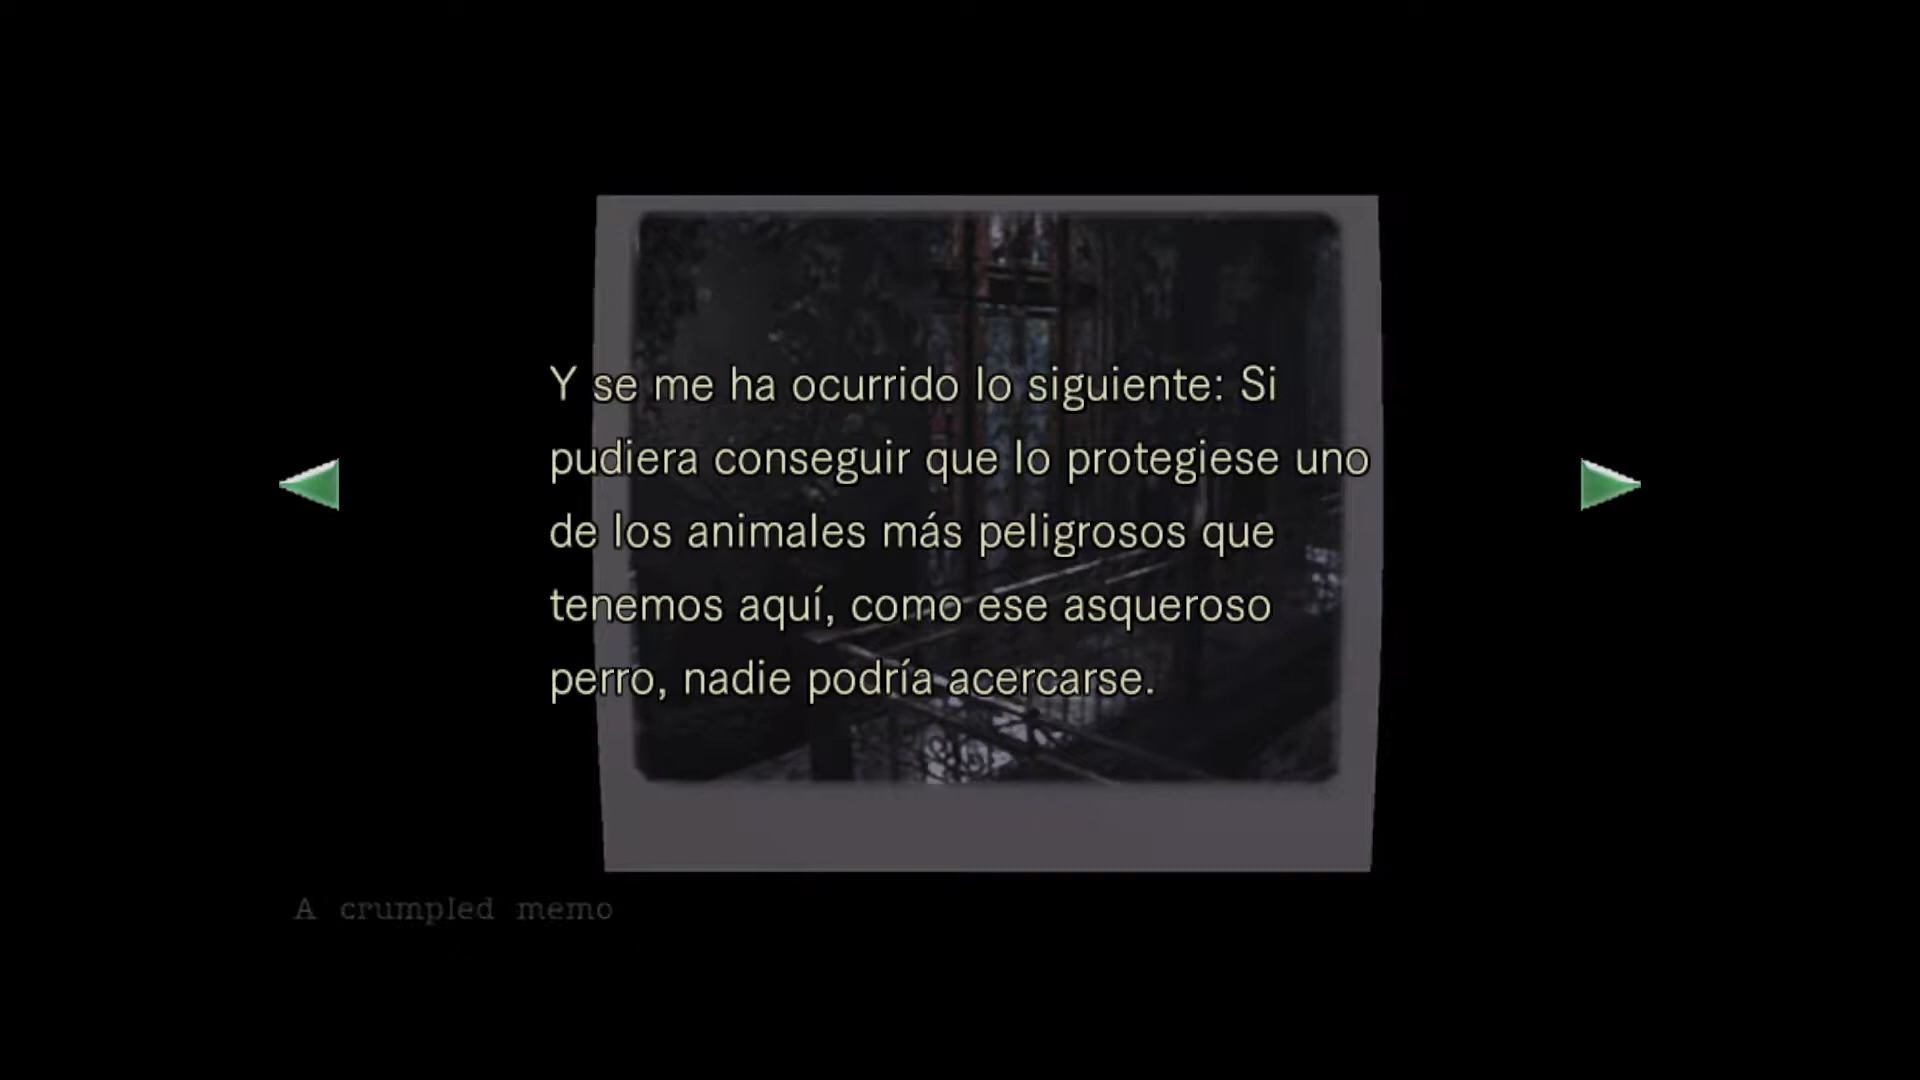 Y se me ha ocurrido lo siguiente: Si
pudiera conseguir que lo protegiese uno
de los animales más peligrosos que
tenemos aquí, como ese asqueroso
perro, nadie podría acercarse.
A crumpled memo